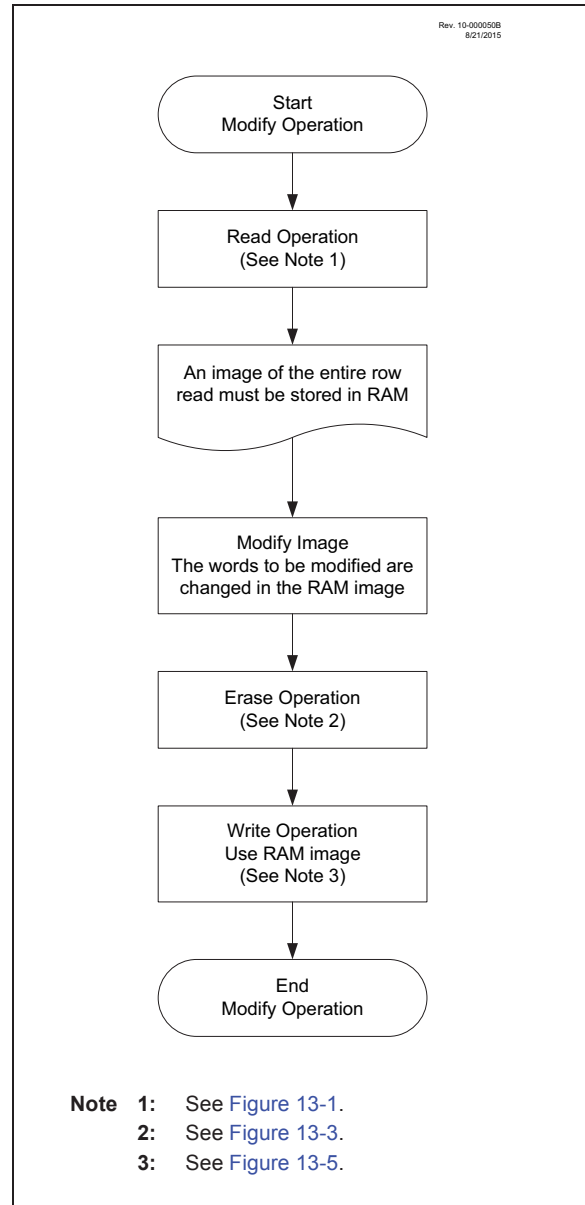 Rev. 10-000050B
8/21/2015
Start
Modify Operation
Read Operation
(See Note 1)
An image of the entire row
read must be stored in RAM
Modify Image
The words to be modified are
changed in the RAM image
Erase Operation
(See Note 2)
Write Operation
Use RAM image
(See Note 3)
End
Modify Operation
Note 1: See Figure 13-1.
2: See Figure 13-3.
3: See Figure 13-5.